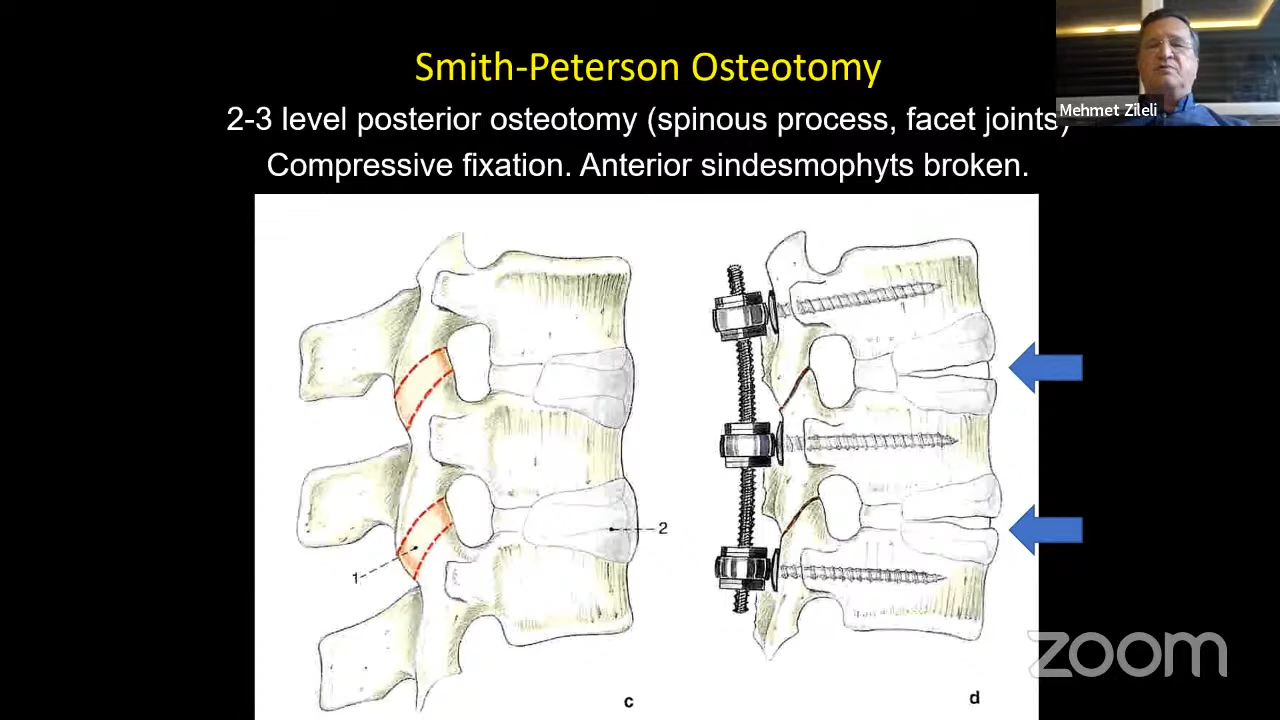 Smith-Peterson Osteotomy
2-3 level posterior osteotomy (spinous process, facet joints)
Compressive fixation. Anterior sindesmophyts broken.
Mehmet Zileli
2
1
c
d
zoom